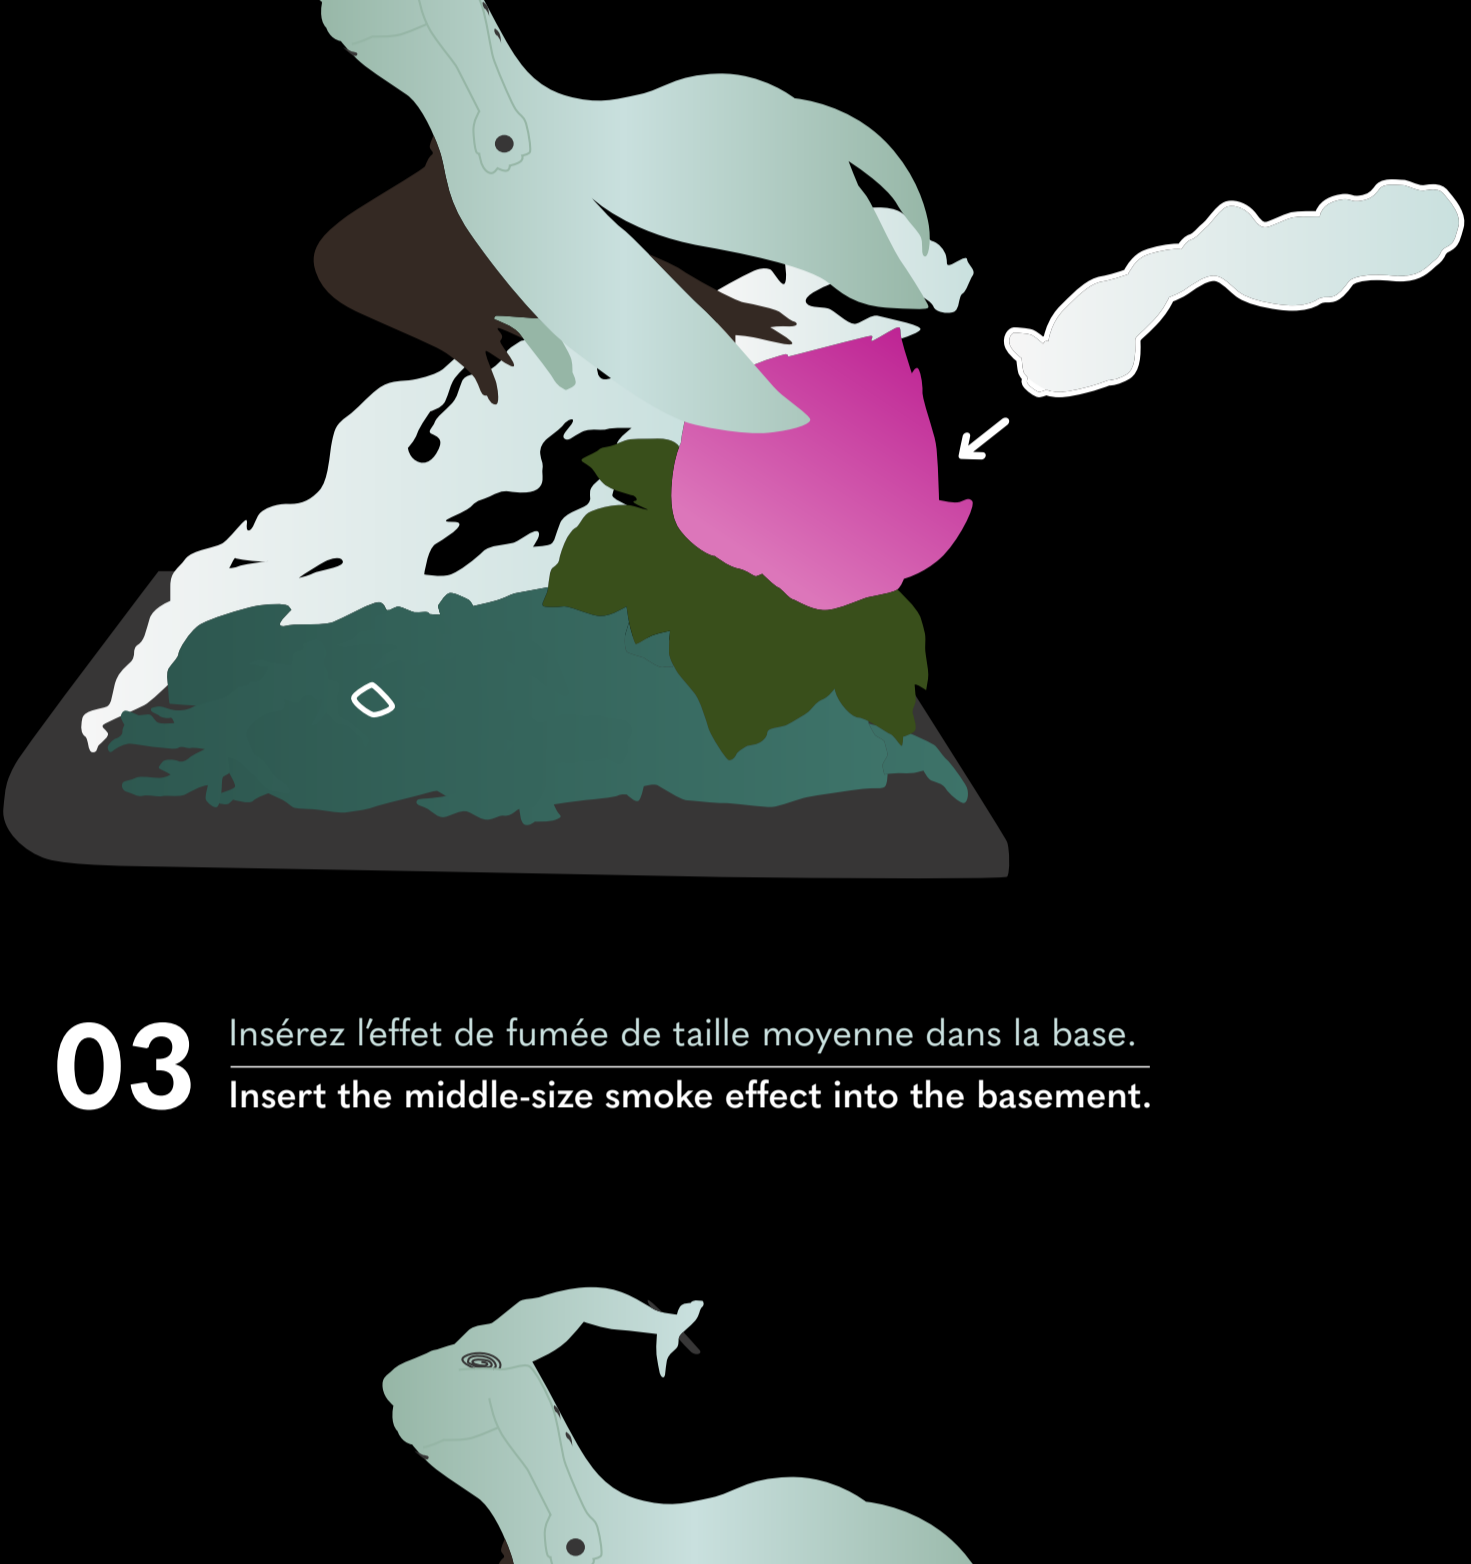 03
Insérez l'effet de fumée de taille moyenne dans la base.
Insert the middle-size smoke effect into the basement.